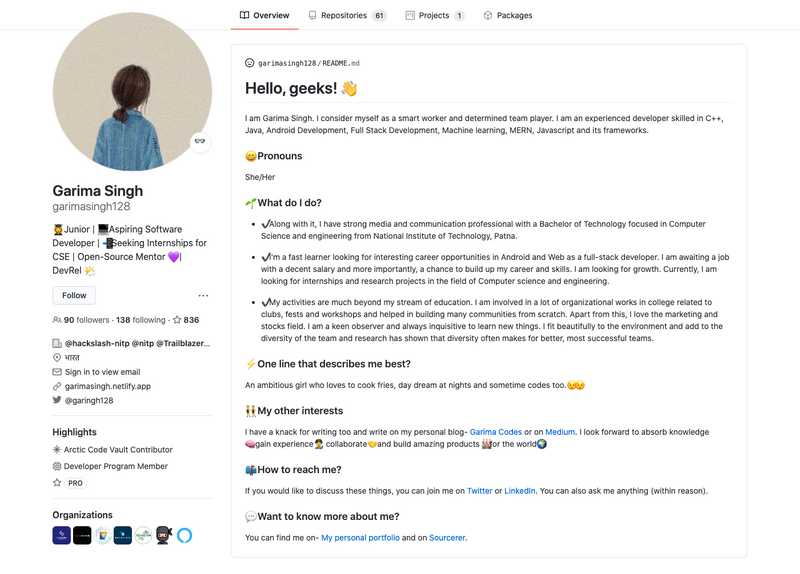 Overview
Repositories 61
Projects 1
Packages
garimasingh128/README.md
Hello, geeks! 👋
I am Garima Singh. I consider myself as a smart worker and determined team player. I am an experienced developer skilled in C++,
Java, Android Development, Full Stack Development, Machine learning, MERN, Javascript and its frameworks.
😄Pronouns
She/Her
🌱What do I do?
✔Along with it, I have strong media and communication professional with a Bachelor of Technology focused in Computer
Science and engineering from National Institute of Technology, Patna.
✔I'm a fast learner looking for interesting career opportunities in Android and Web as a full-stack developer. I am awaiting a job
with a decent salary and more importantly, a chance to build up my career and skills. I am looking for growth. Currently, I am
looking for internships and research projects in the field of Computer science and engineering.
✔My activities are much beyond my stream of education. I am involved in a lot of organizational works in college related to
clubs, fests and workshops and helped in building many communities from scratch. Apart from this, I love the marketing and
stocks field. I am a keen observer and always inquisitive to learn new things. I fit beautifully to the environment and add to the
diversity of the team and research has shown that diversity often makes for better, most successful teams.
⚡One line that describes me best?
An ambitious girl who loves to cook fries, day dream at nights and sometime codes too.
👯My other interests
I have a knack for writing too and write on my personal blog- Garima Codes or on Medium. I look forward to absorb knowledge
🧠gain experience collaborate🤝and build amazing products for the world🌍
📫How to reach me?
If you would like to discuss these things, you can join me on Twitter or LinkedIn. You can also ask me anything (within reason).
💬Want to know more about me?
You can find me on- My personal portfolio and on Sourcerer.
Garima Singh
garimasingh128
Junior | 💻Aspiring Software
Developer | 📲Seeking Internships for
CSE | Open-Source Mentor 💜|
DevRel
Follow
90 followers · 138 following · 836
@hackslash-nitp @nitp @Trailblazer...
भारत
Sign in to view email
garimasingh.netlify.app
@garingh128
Highlights
Arctic Code Vault Contributor
Developer Program Member
PRO
Organizations